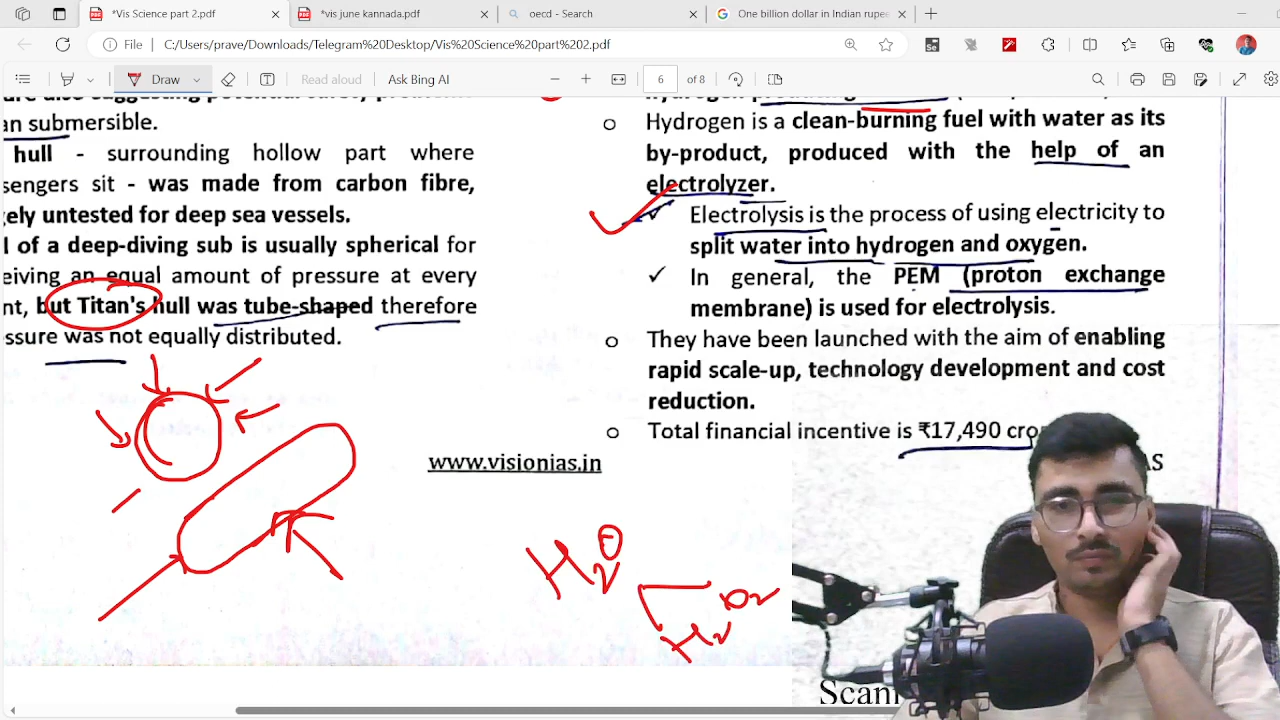 *Vis Science part 2.pdf
*vis june kannada.pdf
oecd - Search
One billion dollar in Indian rupee
File
C:/Users/prave/Downloads/Telegram%20Desktop/Vis%20Science%20part%202.pdf
Draw
Read aloud
Ask Bing AI
6 of 8
an submersible.
hull - surrounding hollow part where
sengers sit - was made from carbon fibre,
ely untested for deep sea vessels.
l of a deep-diving sub is usually spherical for
eiving an equal amount of pressure at every
nt, but Titan's hull was tube-shaped therefore
ssure was not equally distributed.
www.visionias.in
Hydrogen is a clean-burning fuel with water as its
by-product, produced with the help of an
electrolyzer.
Electrolysis is the process of using electricity to
split water into hydrogen and oxygen.
In general, the PEM (proton exchange
membrane) is used for electrolysis.
They have been launched with the aim of enabling
rapid scale-up, technology development and cost
reduction.
Total financial incentive is ₹17,490 cro
AS
H2O
O2
H2
Scan